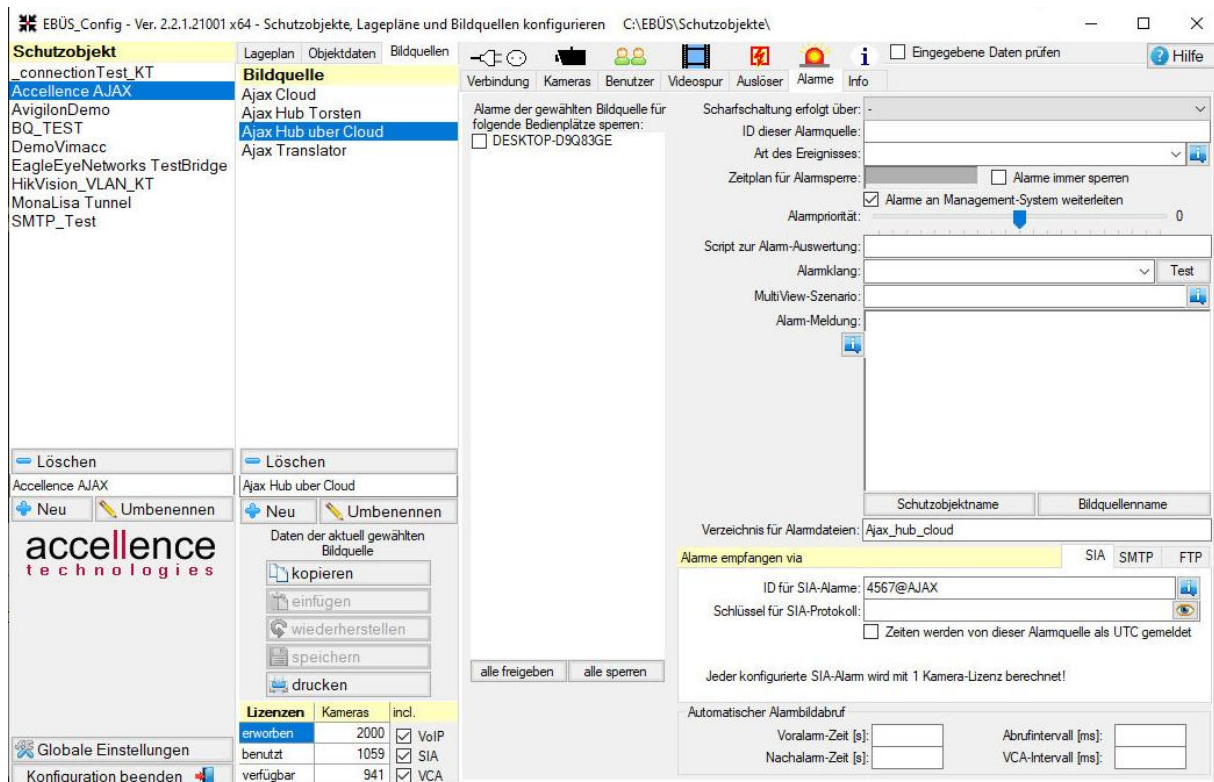 EBÜS_Config - Ver. 2.2.1.21001 x64 - Schutzobjekte, Lagepläne und Bildquellen konfigurieren C:\EBÜS\Schutzobjekte\
Schutzobjekt
_connectionTest_KT
Accellence AJAX
AvigilonDemo
BQ_TEST
DemoVimacc
EagleEyeNetworks TestBridge
HikVision_VLAN_KT
MonaLisa Tunnel
SMTP_Test
Löschen
Accellence AJAX
Neu Umbenennen
accellence
technologies
Globale Einstellungen
Konfiguration beenden
Lageplan Objektdaten Bildquellen
Bildquelle
Ajax Cloud
Ajax Hub Torsten
Ajax Hub uber Cloud
Ajax Translator
Löschen
Ajax Hub uber Cloud
Neu Umbenennen
Daten der aktuell gewählten
Bildquelle
kopieren
einfügen
wiederherstellen
speichern
drucken
Lizenzen Kameras incl.
erworben 2000 VoIP
benutzt 1059 SIA
verfügbar 941 VCA
Eingegebene Daten prüfen Hilfe
Verbindung Kameras Benutzer Videospur Auslöser Alarme Info
Alarme der gewählten Bildquelle für
folgende Bedienplätze sperren:
DESKTOP-D9Q83GE
alle freigeben alle sperren
Scharfschaltung erfolgt über: -
ID dieser Alarmquelle:
Art des Ereignisses:
Zeitplan für Alarmsperre: Alarme immer sperren
Alarme an Management-System weiterleiten
Alarmpriorität: 0
Script zur Alarm-Auswertung:
Alarmklang: Test
MultiView-Szenario:
Alarm-Meldung:
Schutzobjektname Bildquellenname
Verzeichnis für Alarmdateien: Ajax_hub_cloud
Alarme empfangen via SIA SMTP FTP
ID für SIA-Alarme: 4567@AJAX
Schlüssel für SIA-Protokoll:
Zeiten werden von dieser Alarmquelle als UTC gemeldet
Jeder konfigurierte SIA-Alarm wird mit 1 Kamera-Lizenz berechnet!
Automatischer Alarmbildabruf
Voralarm-Zeit [s]: Abrufintervall [ms]:
Nachalarm-Zeit [s]: VCA-Intervall [ms]: